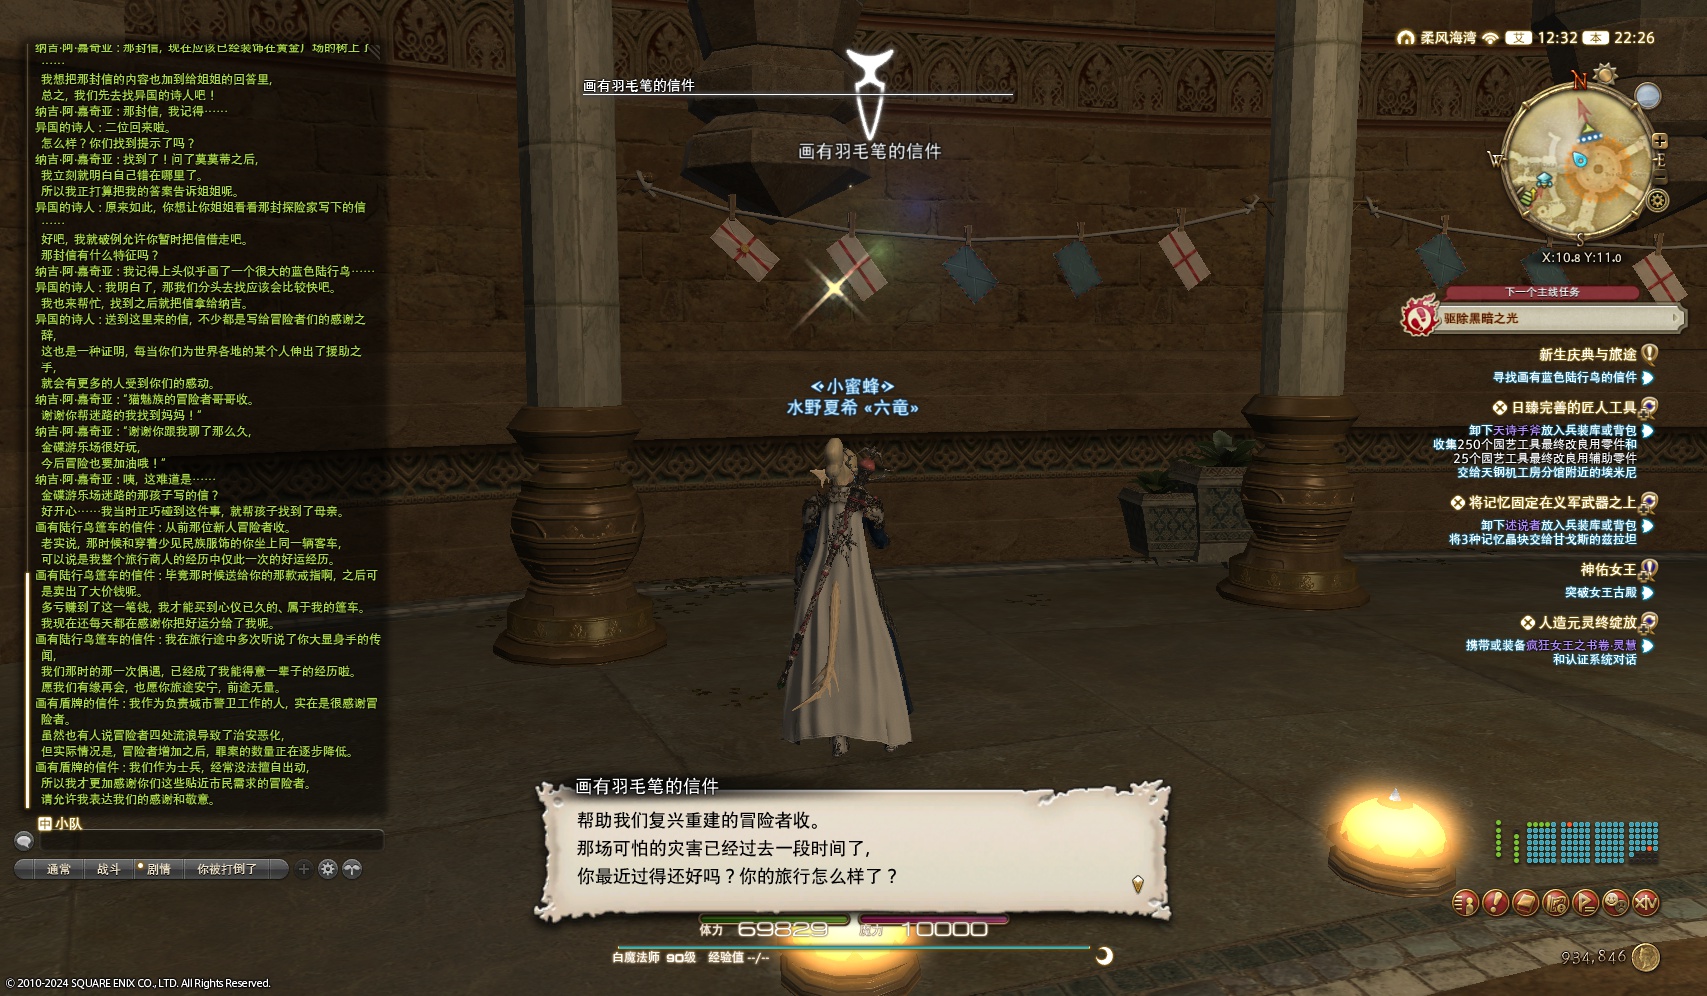 纳吉·阿·嘉奇亚：那封信，现在应该已经装饰在黄金广场的树上了
……
我想把那封信的内容也加到给姐姐的回答里，
总之，我们先去找异国的诗人吧！
纳吉·阿·嘉奇亚：那封信，我记得……
异国的诗人：二位回来啦。
怎么样？你们找到提示了吗？
纳吉·阿·嘉奇亚：找到了！问了莫莫蒂之后，
我立刻就明白自己错在哪里了。
所以我正打算把我的答案告诉姐姐呢。
异国的诗人：原来如此，你想让你姐姐看看那封探险家写下的信
……
好吧，我就破例允许你暂时把信借走吧。
那封信有什么特征吗？
纳吉·阿·嘉奇亚：我记得上头似乎画了一个很大的蓝色陆行鸟……
异国的诗人：我明白了，那我们分头去找应该会比较快吧。
我也来帮忙，找到之后就把信拿给纳吉。
异国的诗人：送到这里来的信，不少都是写给冒险者们的感谢之
辞，
这也是一种证明，每当你们为世界各地的某个人伸出了援助之
手，
就会有更多的人受到你们的感动。
纳吉·阿·嘉奇亚：“猫魅族的冒险者哥哥收。
谢谢你帮迷路的我找到妈妈！”
纳吉·阿·嘉奇亚：“谢谢你跟我聊了那么久，
金碟游乐场很好玩，
今后冒险也要加油哦！”
纳吉·阿·嘉奇亚：咦，这难道是……
金碟游乐场迷路的那孩子写的信？
好开心……我当时正巧碰到这件事，就帮孩子找到了母亲。
画有陆行鸟篷车的信件：从前那位新人冒险者收。
老实说，那时候和穿着少见民族服饰的你坐上同一辆客车，
可以说是我整个旅行商人的经历中仅此一次的好运经历。
画有陆行鸟篷车的信件：毕竟那时候送给你的那款戒指啊，之后可
是卖出了大价钱呢。
多亏赚到了这一笔钱，我才能买到心仪已久的、属于我的篷车。
我现在还每天都在感谢你把好运分给了我呢。
画有陆行鸟篷车的信件：我在旅行途中多次听说了你大显身手的传
闻，
我们那时的那一次偶遇，已经成了我能得意一辈子的经历啦。
愿我们有缘再会，也愿你旅途安宁，前途无量。
画有盾牌的信件：我作为负责城市警卫工作的人，实在是很感谢冒
险者。
虽然也有人说冒险者四处流浪导致了治安恶化，
但实际情况是，冒险者增加之后，罪案的数量正在逐步降低。
画有盾牌的信件：我们作为士兵，经常没法擅自出动，
所以我才更加感谢你们这些贴近市民需求的冒险者。
请允许我表达我们的感谢和敬意。
中 小队
通常 战斗 剧情 你被打倒了
画有羽毛笔的信件
画有羽毛笔的信件
小蜜蜂
水野夏希 «六竜»
柔风海湾 艾 12:32 本 22:26
N
W E
S
X:10.8 Y:11.0
下一个主线任务
驱除黑暗之光
新生庆典与旅途
寻找画有蓝色陆行鸟的信件
日臻完善的匠人工具
卸下天诗手斧放入兵装库或背包
收集250个园艺工具最终改良用零件和
25个园艺工具最终改良用辅助零件
交给天钢机工房分馆附近的埃米尼
将记忆固定在义军武器之上
卸下述说者放入兵装库或背包
将3种记忆晶块交给甘戈斯的兹拉坦
神佑女王
突破女王古殿
人造元灵终绽放
携带或装备疯狂女王之书卷·灵慧
和认证系统对话
画有羽毛笔的信件
帮助我们复兴重建的冒险者收。
那场可怕的灾害已经过去一段时间了，
你最近过得还好吗？你的旅行怎么样了？
体力 69829 魔力 10000
白魔法师 90级 经验值 --/--
XIV
934,846
© 2010-2024 SQUARE ENIX CO., LTD. All Rights Reserved.